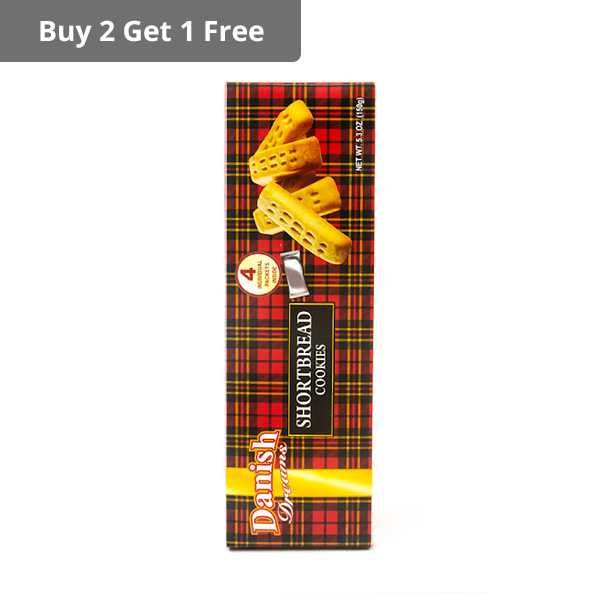 Buy 2 Get 1 Free
NET WT. 5.3 OZ. (150g)
4
INDIVIDUAL
PACKETS
INSIDE
SHORTBREAD
COOKIES
Danish
Dreams